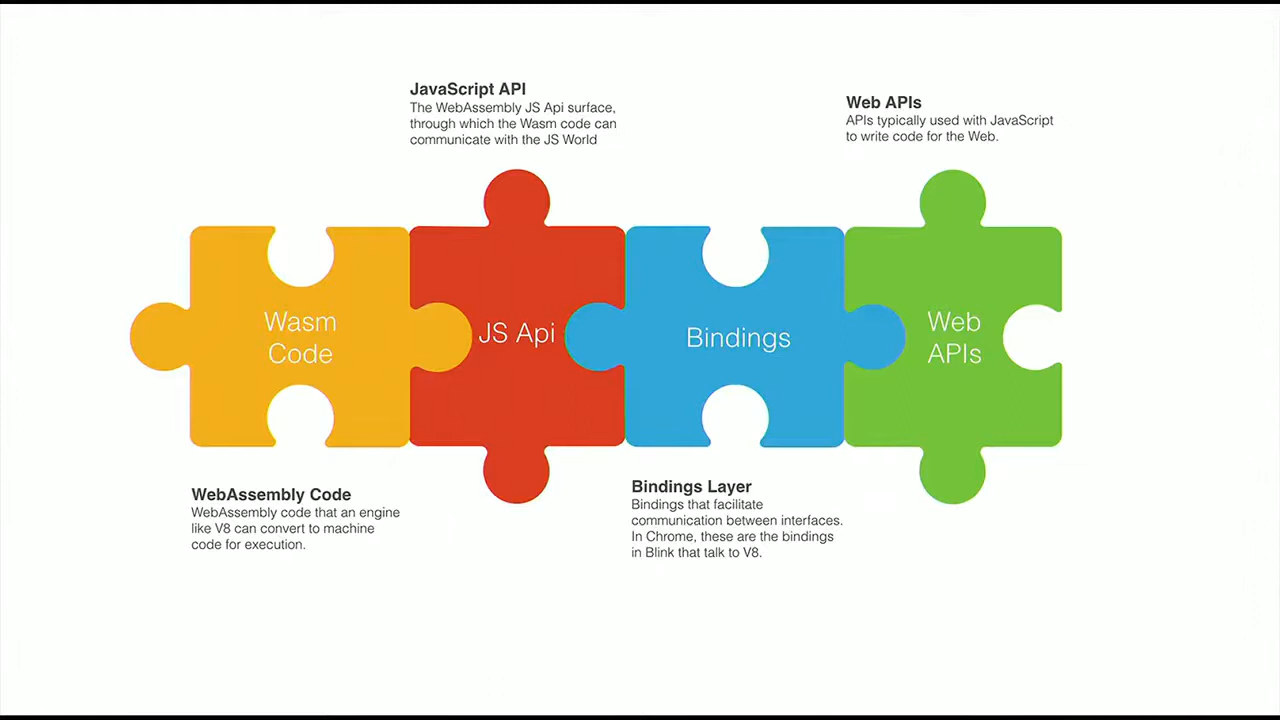 JavaScript API
The WebAssembly JS Api surface,
through which the Wasm code can
communicate with the JS World
Web APIs
APIs typically used with JavaScript
to write code for the Web.
Wasm
Code
JS Api
Bindings
Web
APIs
WebAssembly Code
WebAssembly code that an engine
like V8 can convert to machine
code for execution.
Bindings Layer
Bindings that facilitate
communication between interfaces.
In Chrome, these are the bindings
in Blink that talk to V8.